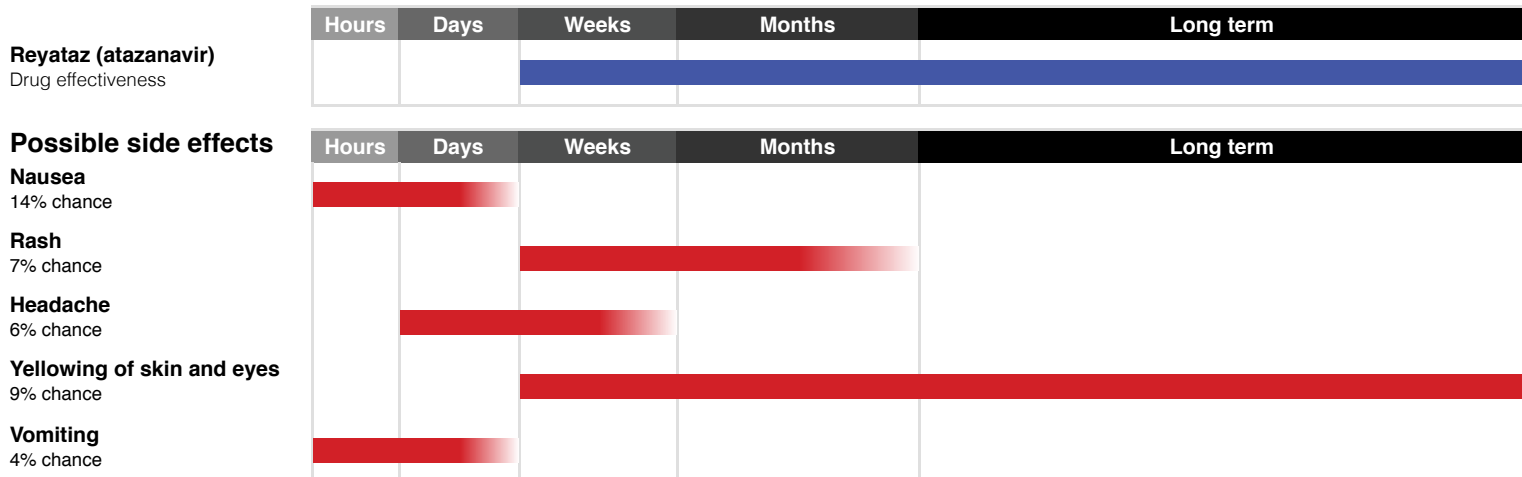 Hours Days Weeks Months Long term
Reyataz (atazanavir)
Drug effectiveness
Possible side effects Hours Days Weeks Months Long term
Nausea
14% chance
Rash
7% chance
Headache
6% chance
Yellowing of skin and eyes
9% chance
Vomiting
4% chance